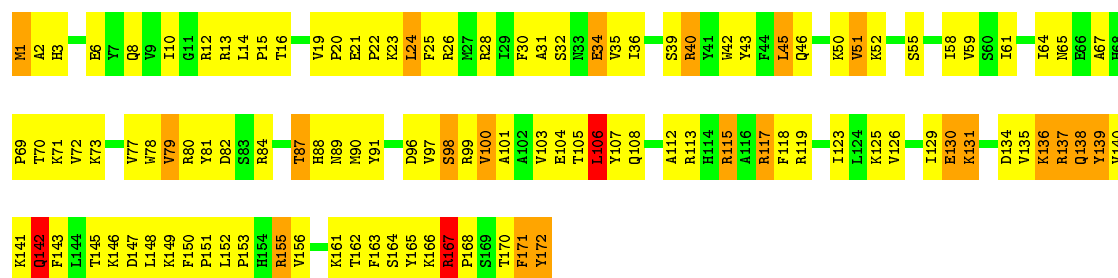 M1 A2 H3 E6 Y7 Q8 V9 I10 G11 R12 R13 L14 P15 T16 V19 P20 E21 P22 K23 L24 F25 R26 M27 R28 I29 F30 A31 S32 N33 E34 V35 I36 S39 R40 Y41 W42 Y43 F44 L45 Q46 K50 V51 K52 S55 I58 V59 S60 I61 I64 N65 E66 A67 H68
P69 T70 K71 V72 K73 V77 W78 V79 R80 Y81 D82 S83 R84 T87 H88 N89 M90 Y91 D96 V97 S98 R99 V100 A101 A102 V103 E104 T105 L106 Y107 Q108 A112 R113 H114 R115 A116 R117 F118 R119 I123 L124 K125 V126 I129 E130 K131 D134 V135 K136 R137 Q138 Y139 V140
K141 Q142 F143 L144 T145 K146 D147 L148 K149 F150 P151 L152 P153 H154 R155 V156 K161 T162 F163 S164 Y165 K166 R167 P168 S169 T170 F171 Y172